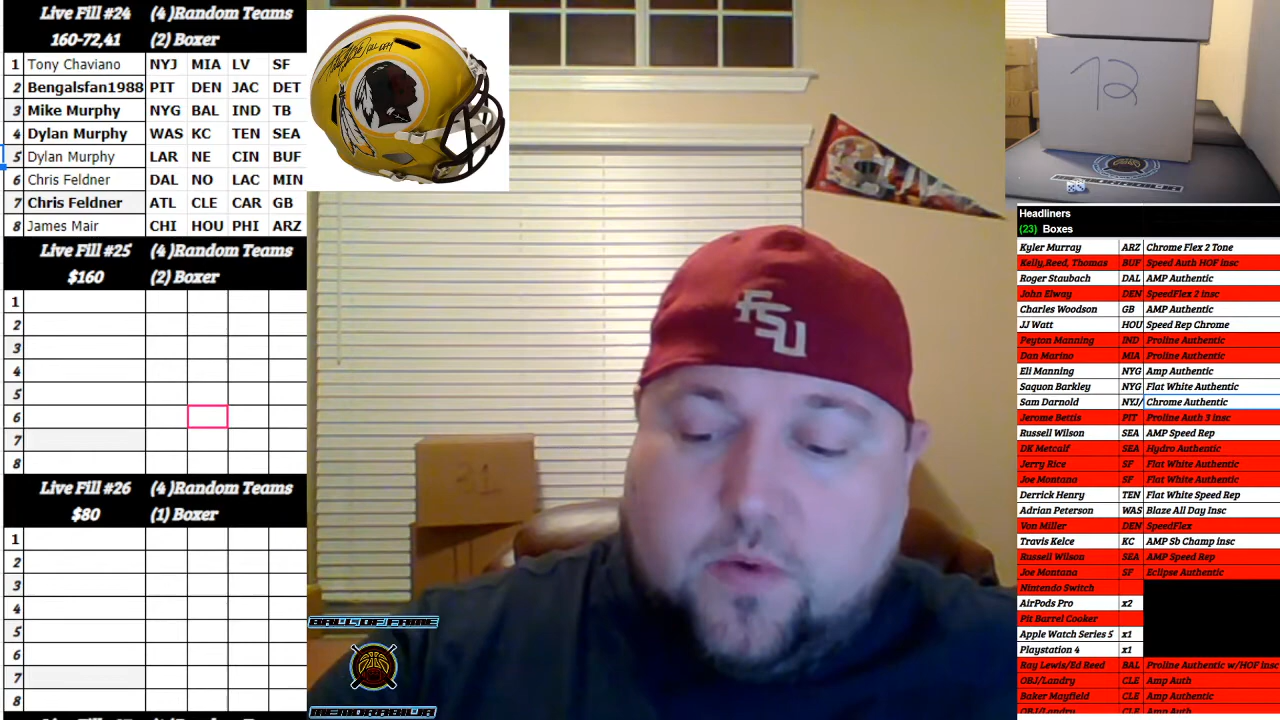 Live Fill #24 (4 )Random Teams
160-72,41 (2) Boxer
1 Tony Chaviano NYJ MIA LV SF
2 Bengalsfan1988 PIT DEN JAC DET
3 Mike Murphy NYG BAL IND TB
4 Dylan Murphy WAS KC TEN SEA
5 Dylan Murphy LAR NE CIN BUF
6 Chris Feldner DAL NO LAC MIN
7 Chris Feldner ATL CLE CAR GB
8 James Mair CHI HOU PHI ARZ
Live Fill #25 (4 )Random Teams
$160 (2) Boxer
1
2
3
4
5
6
7
8
Live Fill #26 (4 )Random Teams
$80 (1) Boxer
1
2
3
4
5
6
7
8
FSU
BALL OF FAME
MEMORABILIA
Headliners
(23) Boxes
Kyler Murray ARZ Chrome Flex 2 Tone
Kelly,Reed, Thomas BUF Speed Auth HOF insc
Roger Staubach DAL AMP Authentic
John Elway DEN SpeedFlex 2 insc
Charles Woodson GB AMP Authentic
JJ Watt HOU Speed Rep Chrome
Peyton Manning IND Proline Authentic
Dan Marino MIA Proline Authentic
Eli Manning NYG Amp Authentic
Saquon Barkley NYG Flat White Authentic
Sam Darnold NYJ/ Chrome Authentic
Jerome Bettis PIT Proline Auth 3 insc
Russell Wilson SEA AMP Speed Rep
DK Metcalf SEA Hydro Authentic
Jerry Rice SF Flat White Authentic
Joe Montana SF Flat White Authentic
Derrick Henry TEN Flat White Speed Rep
Adrian Peterson WAS Blaze All Day Insc
Von Miller DEN SpeedFlex
Travis Kelce KC AMP Sb Champ insc
Russell Wilson SEA AMP Speed Rep
Joe Montana SF Eclipse Authentic
Nintendo Switch
AirPods Pro x2
Pit Barrel Cooker
Apple Watch Series 5 x1
Playstation 4 x1
Ray Lewis/Ed Reed BAL Proline Authentic w/HOF insc
OBJ/Landry CLE Amp Auth
Baker Mayfield CLE Amp Authentic
OBJ/Landry CLE Amp Auth